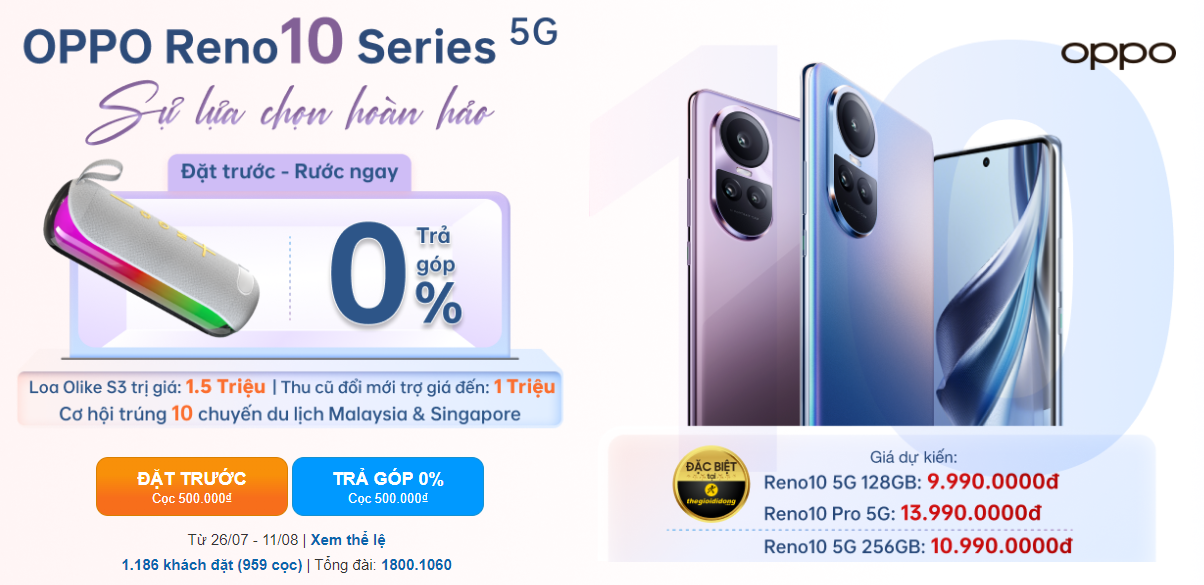 OPPO Reno10 Series 5G
Sự lựa chọn hoàn hảo
Đặt trước - Rước ngay
0
Trả
góp
%
Loa Olike S3 trị giá: 1.5 Triệu | Thu cũ đổi mới trợ giá đến: 1 Triệu
Cơ hội trúng 10 chuyến du lịch Malaysia & Singapore
ĐẶT TRƯỚC
Cọc 500.000₫
TRẢ GÓP 0%
Cọc 500.000₫
Từ 26/07 - 11/08 | Xem thể lệ
1.186 khách đặt (959 cọc) | Tổng đài: 1800.1060
oppo
10
ĐẶC BIỆT
tại
thegioididong
Giá dự kiến:
Reno10 5G 128GB: 9.990.0000đ
Reno10 Pro 5G: 13.990.0000đ
Reno10 5G 256GB: 10.990.0000đ